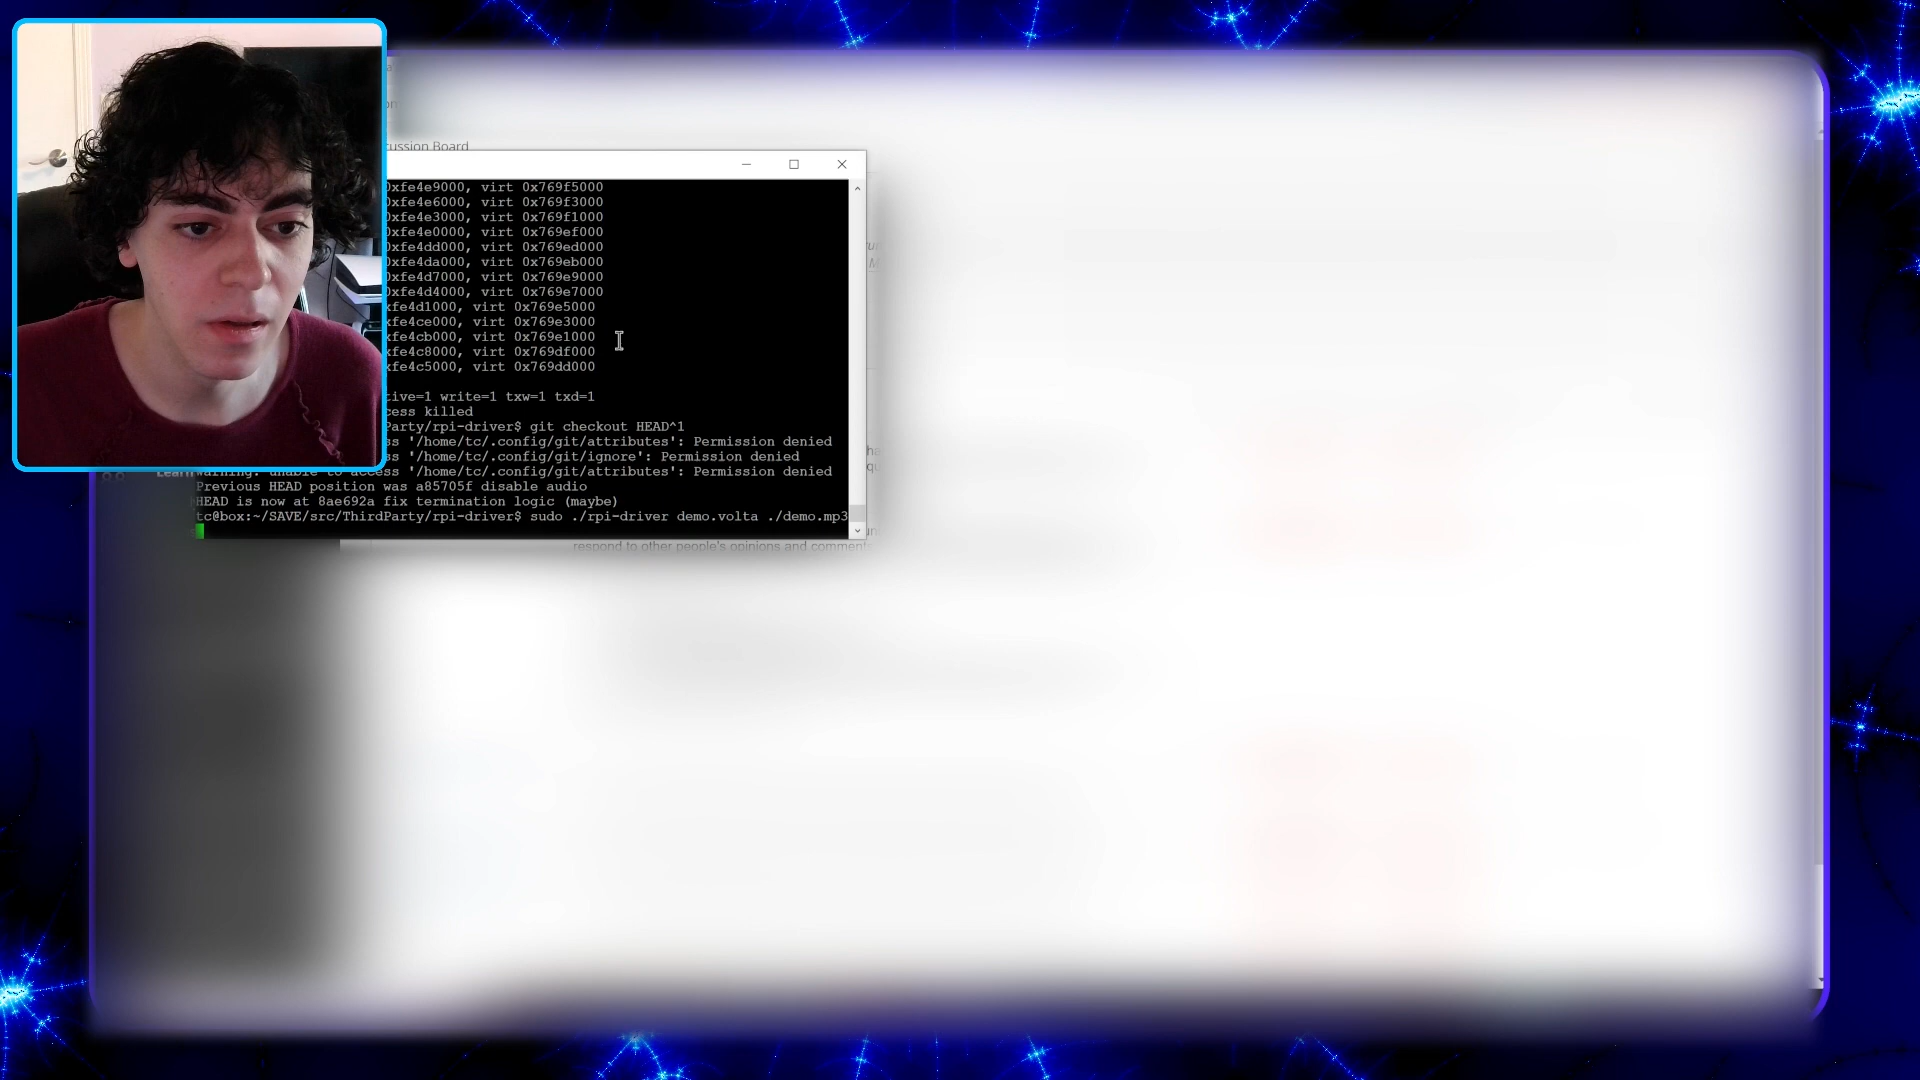 cussion Board
0xfe4e9000, virt 0x769f5000
0xfe4e6000, virt 0x769f3000
0xfe4e3000, virt 0x769f1000
0xfe4e0000, virt 0x769ef000
0xfe4dd000, virt 0x769ed000
0xfe4da000, virt 0x769eb000
0xfe4d7000, virt 0x769e9000
0xfe4d4000, virt 0x769e7000
xfe4d1000, virt 0x769e5000
xfe4ce000, virt 0x769e3000
xfe4cb000, virt 0x769e1000
xfe4c8000, virt 0x769df000
xfe4c5000, virt 0x769dd000
tive=1 write=1 txw=1 txd=1
cess killed
Party/rpi-driver$ git checkout HEAD^1
ss '/home/tc/.config/git/attributes': Permission denied
ss '/home/tc/.config/git/ignore': Permission denied
Learn
warning: unable to access '/home/tc/.config/git/attributes': Permission denied
Previous HEAD position was a85705f disable audio
HEAD is now at 8ae692a fix termination logic (maybe)
tc@box:~/SAVE/src/ThirdParty/rpi-driver$ sudo ./rpi-driver demo.volta ./demo.mp3
respond to other people's opinions and comment